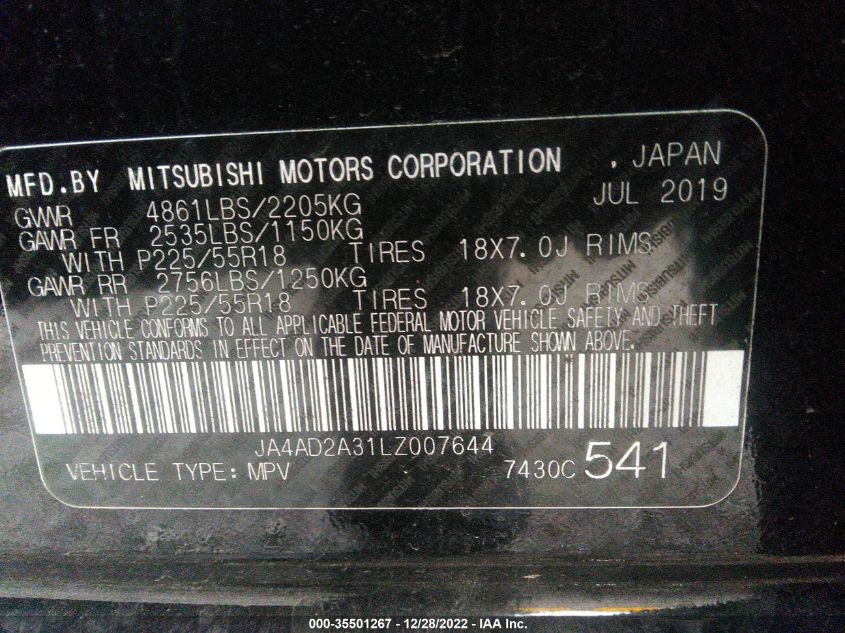 MFD.BY MITSUBISHI MOTORS CORPORATION , JAPAN
JUL 2019
GVWR 4861LBS/2205KG
GAWR FR 2535LBS/1150KG
WITH P225/55R18 TIRES 18X7.0J RIMS
GAWR RR 2756LBS/1250KG
WITH P225/55R18 TIRES 18X7.0J RIMS
THIS VEHICLE CONFORMS TO ALL APPLICABLE FEDERAL MOTOR VEHICLE SAFETY AND THEFT
PREVENTION STANDARDS IN EFFECT ON THE DATE OF MANUFACTURE SHOWN ABOVE.
JA4AD2A31LZ007644
VEHICLE TYPE: MPV 7430C 541
000-35501267 - 12/28/2022 - IAA Inc.